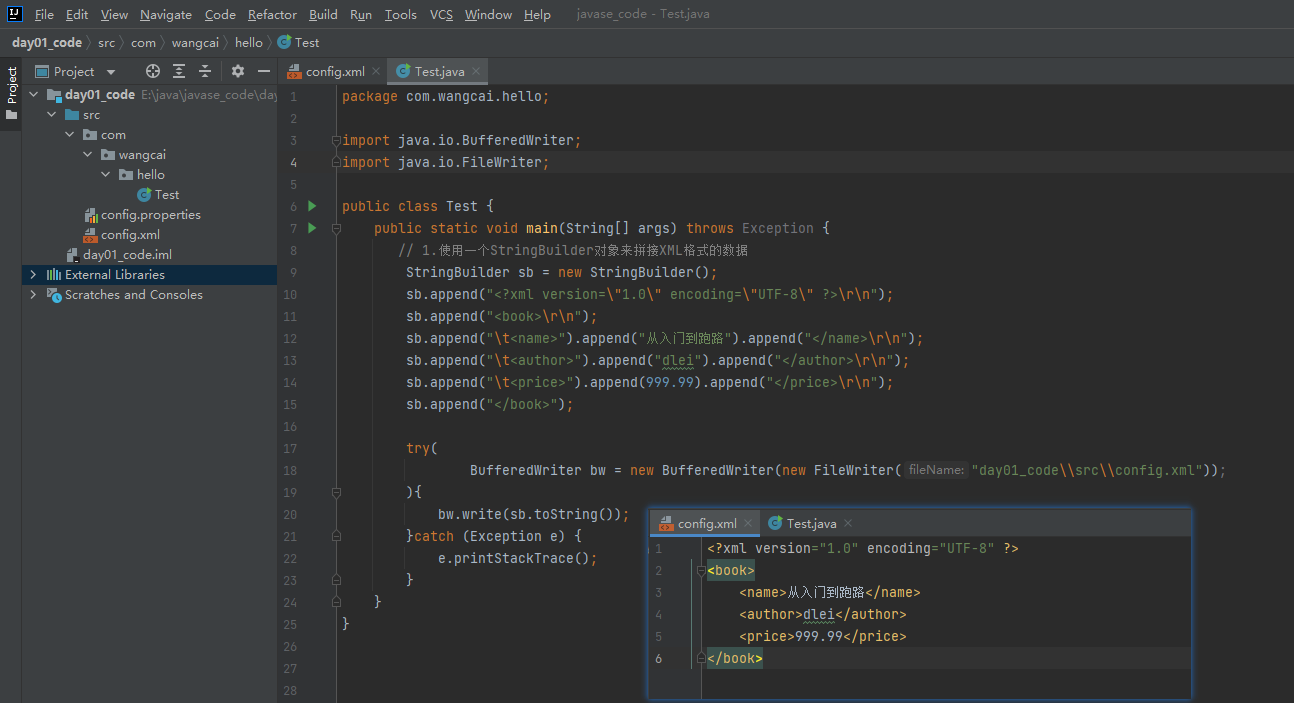 File Edit View Navigate Code Refactor Build Run Tools VCS Window Help javase_code - Test.java
day01_code src com wangcai hello Test
Project
Project
day01_code E:\java\javase_code\day
src
com
wangcai
hello
Test
config.properties
config.xml
day01_code.iml
External Libraries
Scratches and Consoles
config.xml Test.java
1 package com.wangcai.hello;
2
3 import java.io.BufferedWriter;
4 import java.io.FileWriter;
5
6 public class Test {
7 public static void main(String[] args) throws Exception {
8 // 1.使用一个StringBuilder对象来拼接XML格式的数据
9 StringBuilder sb = new StringBuilder();
10 sb.append("<?xml version=\"1.0\" encoding=\"UTF-8\" ?>\r\n");
11 sb.append("<book>\r\n");
12 sb.append("\t<name>").append("从入门到跑路").append("</name>\r\n");
13 sb.append("\t<author>").append("dlei").append("</author>\r\n");
14 sb.append("\t<price>").append(999.99).append("</price>\r\n");
15 sb.append("</book>");
16
17 try(
18 BufferedWriter bw = new BufferedWriter(new FileWriter( fileName: "day01_code\\src\\config.xml"));
19 ){
20 bw.write(sb.toString());
21 }catch (Exception e) {
22 e.printStackTrace();
23 }
24 }
25 }
26
27
28
config.xml Test.java
1 <?xml version="1.0" encoding="UTF-8" ?>
2 <book>
3 <name>从入门到跑路</name>
4 <author>dlei</author>
5 <price>999.99</price>
6 </book>